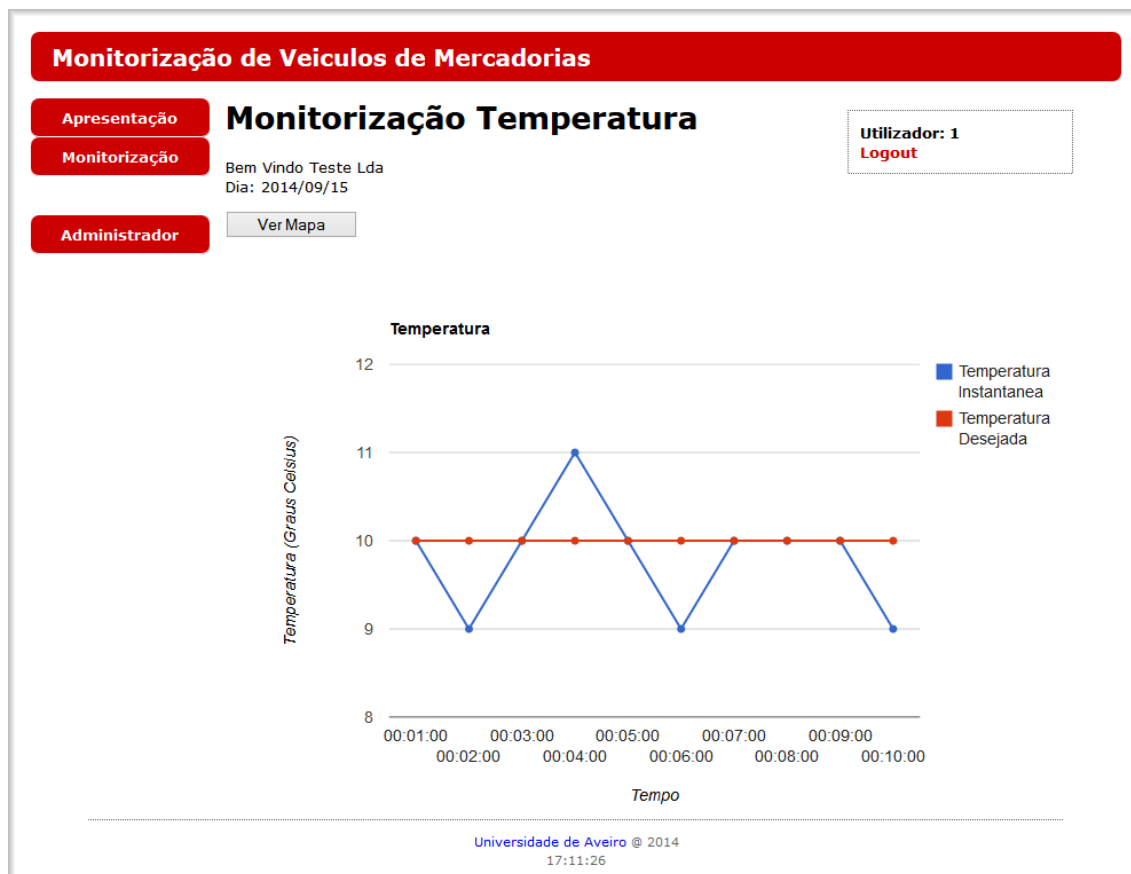 Monitorização de Veiculos de Mercadorias
Apresentação
Monitorização
Administrador
Monitorização Temperatura
Bem Vindo Teste Lda
Dia: 2014/09/15
Ver Mapa
Utilizador: 1
Logout
Temperatura
12
11
10
9
8
Temperatura (Graus Celsius)
Temperatura
Instantanea
Temperatura
Desejada
00:01:00 00:03:00 00:05:00 00:07:00 00:09:00
00:02:00 00:04:00 00:06:00 00:08:00 00:10:00
Tempo
Universidade de Aveiro @ 2014
17:11:26